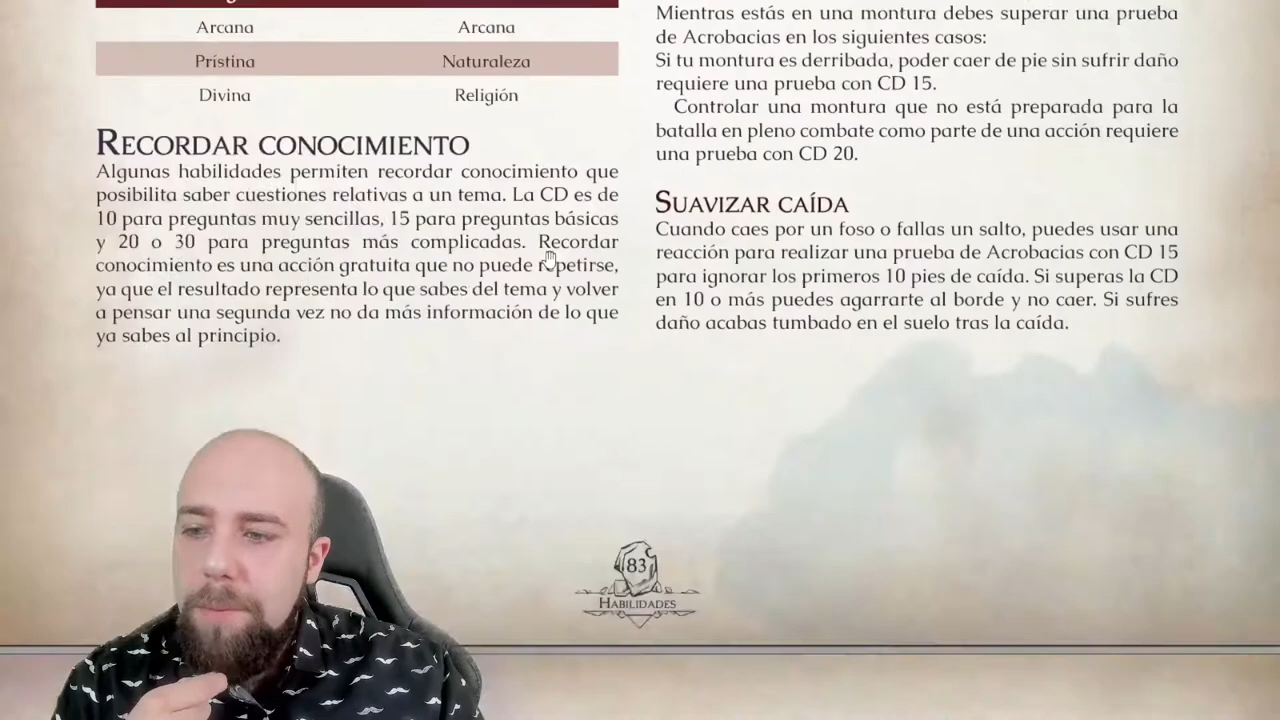 Arcana Arcana
Prístina Naturaleza
Divina Religión
RECORDAR CONOCIMIENTO
Algunas habilidades permiten recordar conocimiento que
posibilita saber cuestiones relativas a un tema. La CD es de
10 para preguntas muy sencillas, 15 para preguntas básicas
y 20 o 30 para preguntas más complicadas. Recordar
conocimiento es una acción gratuita que no puede repetirse,
ya que el resultado representa lo que sabes del tema y volver
a pensar una segunda vez no da más información de lo que
ya sabes al principio.
Mientras estás en una montura debes superar una prueba
de Acrobacias en los siguientes casos:
Si tu montura es derribada, poder caer de pie sin sufrir daño
requiere una prueba con CD 15.
Controlar una montura que no está preparada para la
batalla en pleno combate como parte de una acción requiere
una prueba con CD 20.
SUAVIZAR CAÍDA
Cuando caes por un foso o fallas un salto, puedes usar una
reacción para realizar una prueba de Acrobacias con CD 15
para ignorar los primeros 10 pies de caída. Si superas la CD
en 10 o más puedes agarrarte al borde y no caer. Si sufres
daño acabas tumbado en el suelo tras la caída.
83
HABILIDADES